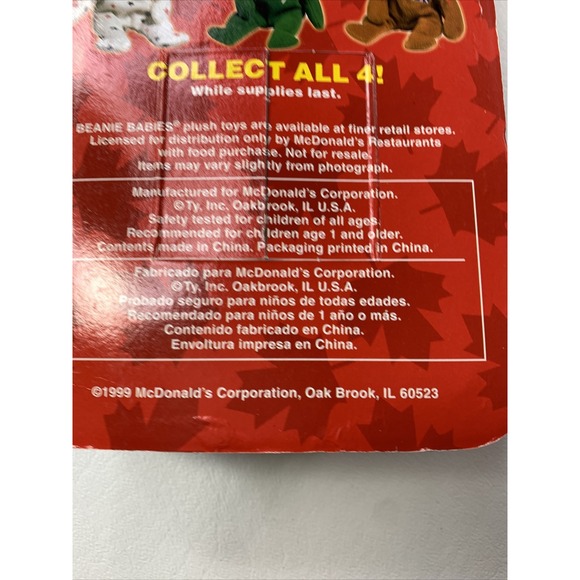 COLLECT ALL 4!
While supplies last.
BEANIE BABIES® plush toys are available at finer retail stores.
Licensed for distribution only by McDonald's Restaurants
with food purchase. Not for resale.
Items may vary slightly from photograph.
Manufactured for McDonald's Corporation.
©Ty, Inc. Oakbrook, IL U.S.A.
Safety tested for children of all ages.
Recommended for children age 1 and older.
Contents made in China. Packaging printed in China.
Fabricado para McDonald's Corporation.
©Ty, Inc. Oakbrook, IL U.S.A.
Probado seguro para niños de todas edades.
Recomendado para niños de 1 año o más.
Contenido fabricado en China.
Envoltura impresa en China.
©1999 McDonald's Corporation, Oak Brook, IL 60523